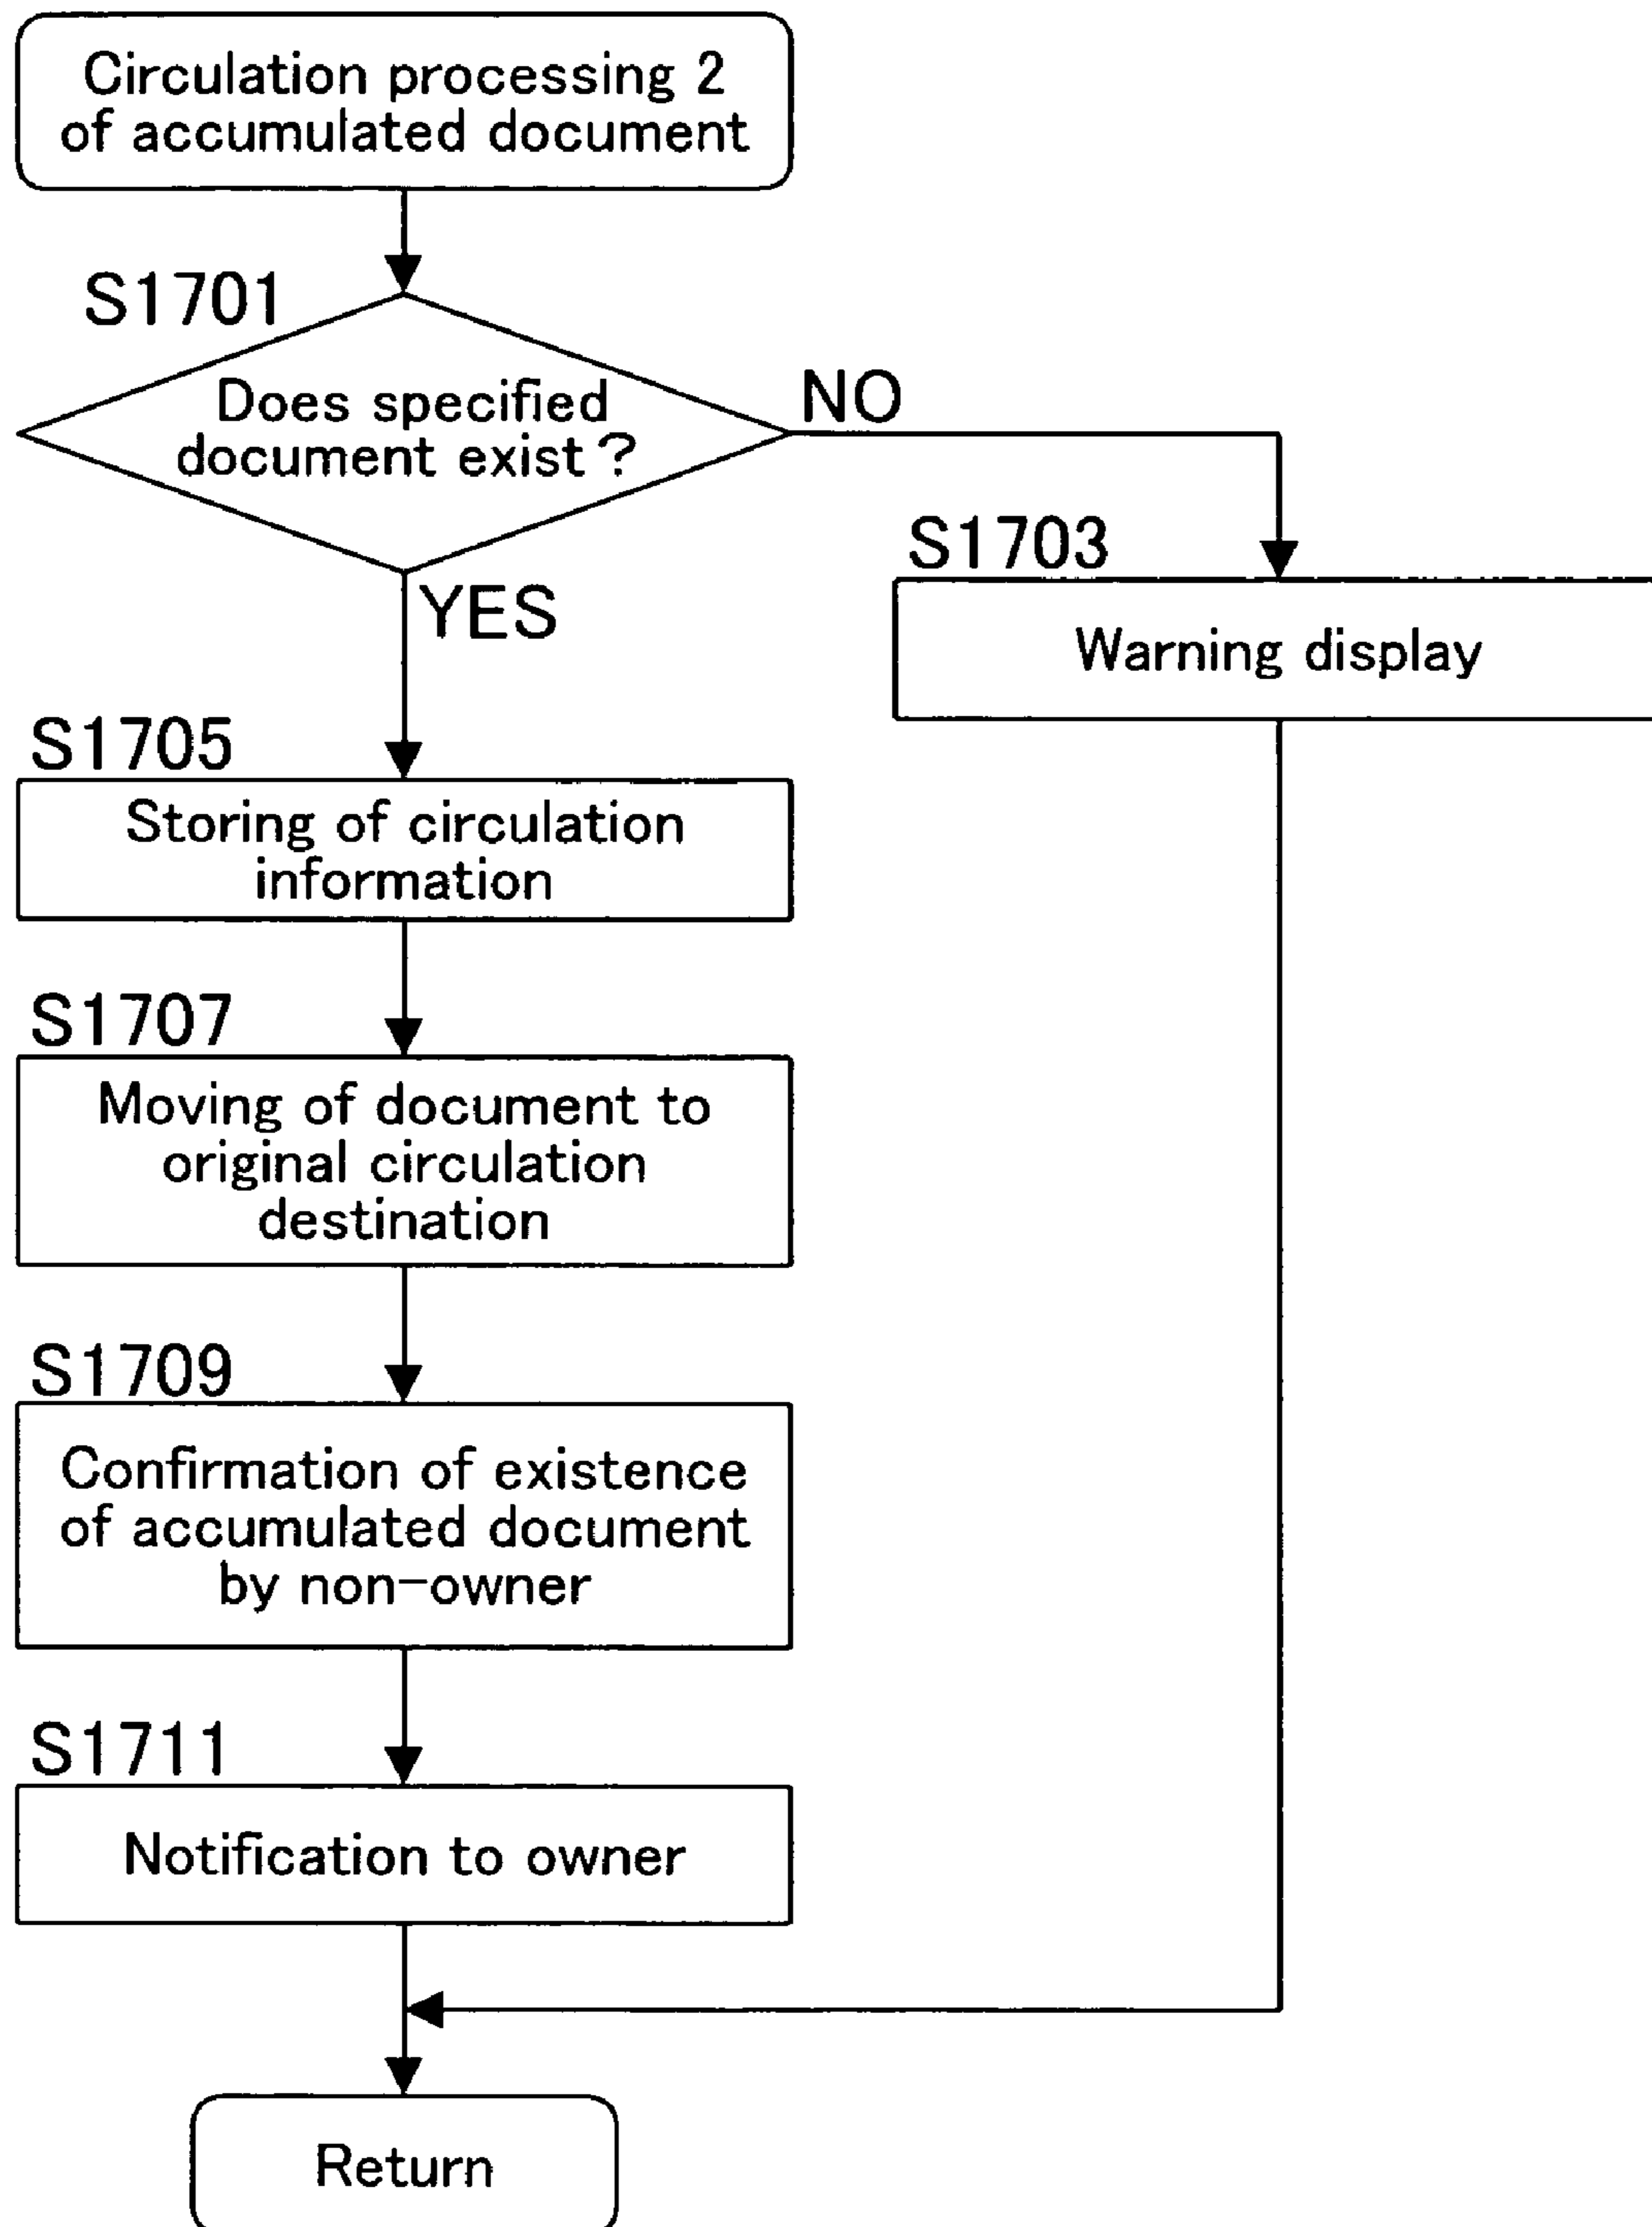 Circulation processing 2
of accumulated document
S1701
Does specified
document exist?
NO
YES
S1703
Warning display
S1705
Storing of circulation
information
S1707
Moving of document to
original circulation
destination
S1709
Confirmation of existence
of accumulated document
by non-owner
S1711
Notification to owner
Return